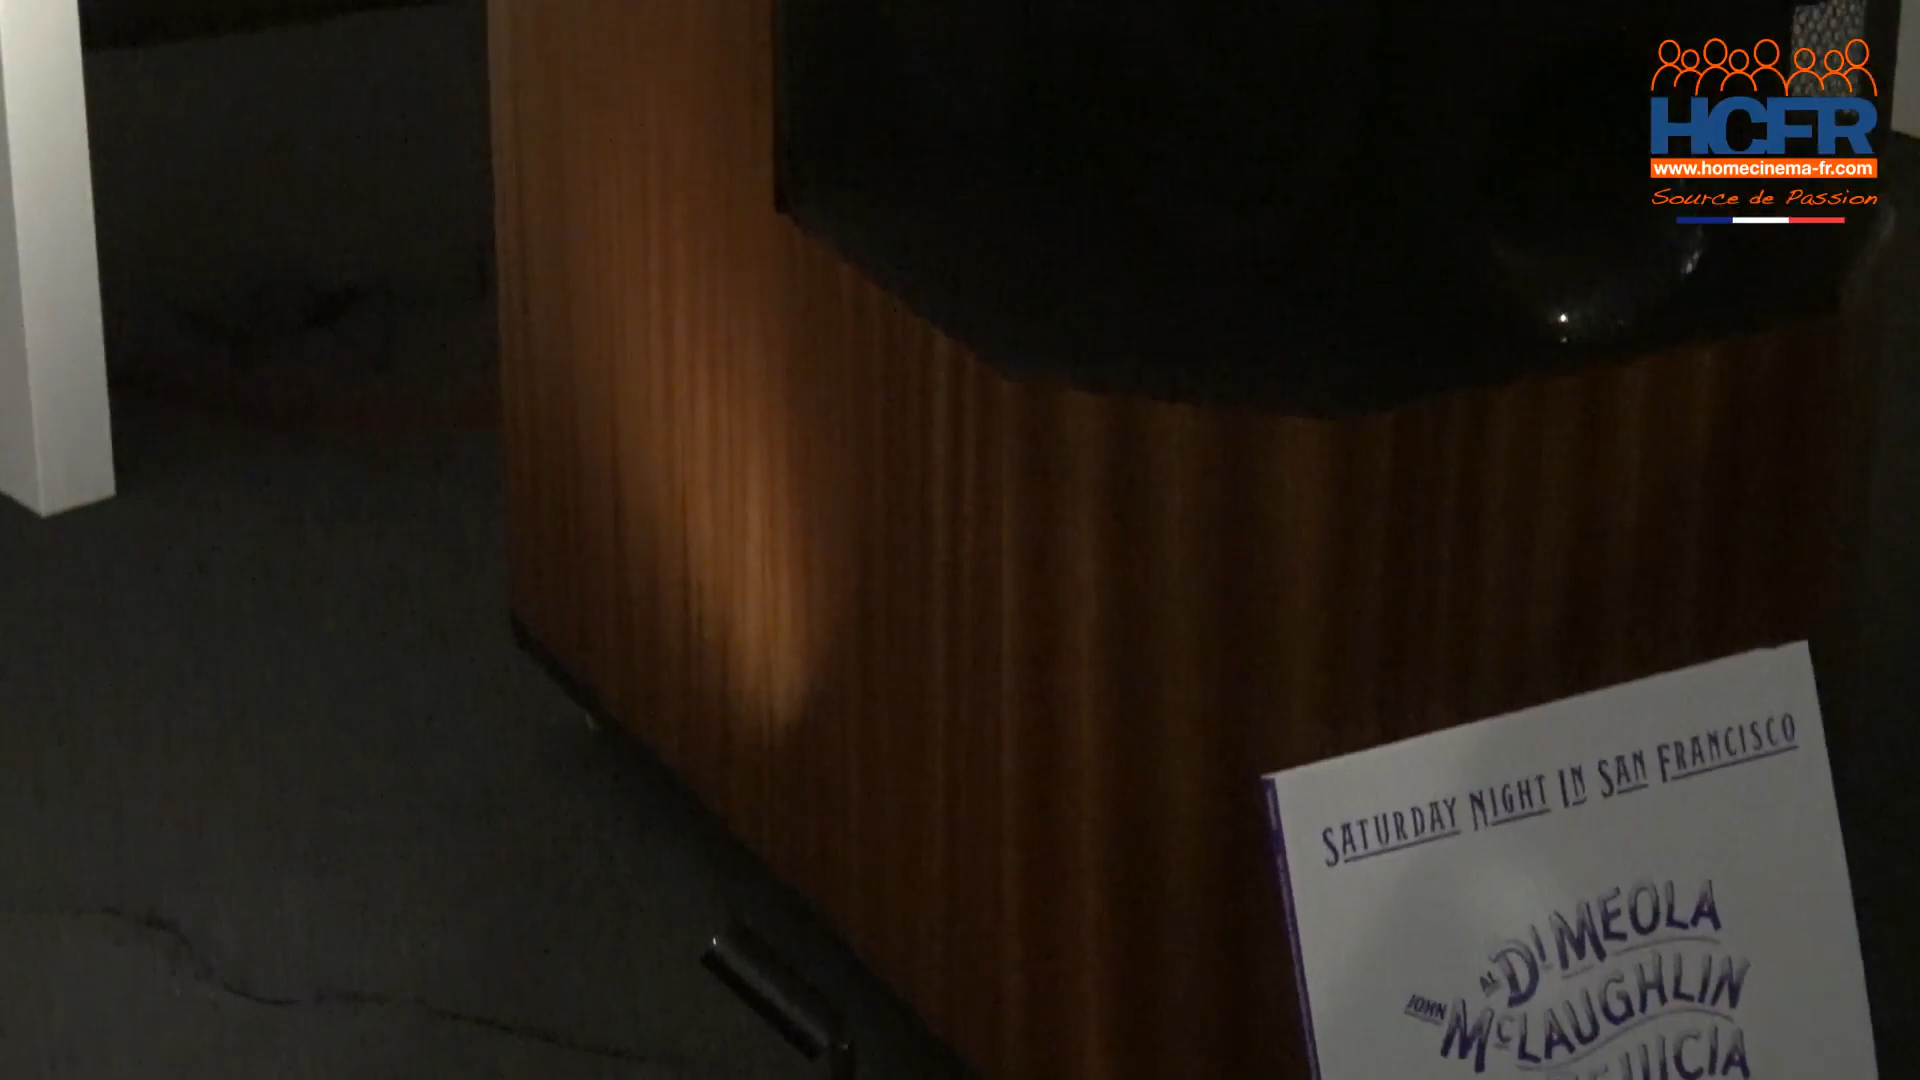 HCFR
www.homecinema-fr.com
Source de Passion
SATURDAY NIGHT IN SAN FRANCISCO
AL DI MEOLA
JOHN McLAUGHLIN